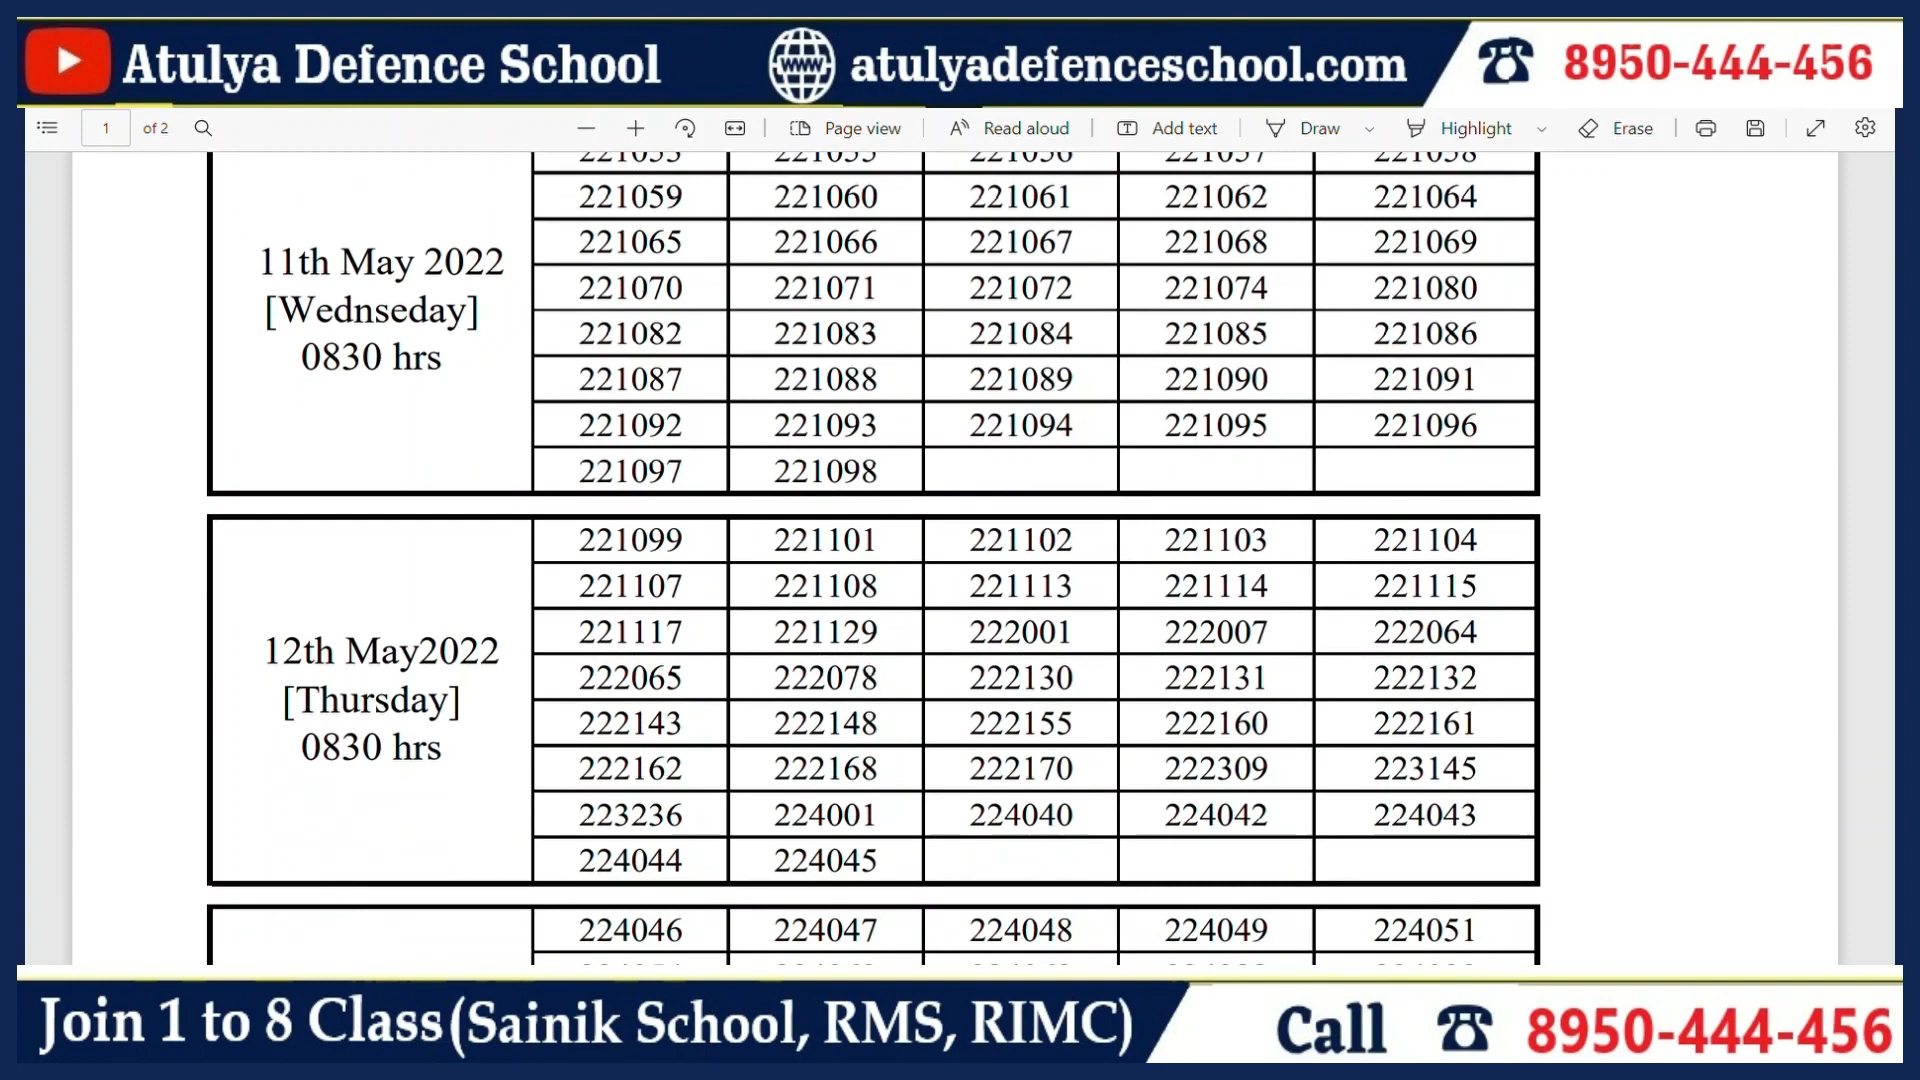 Atulya Defence School
www
atulyadefenceschool.com
8950-444-456
1 of 2
Page view
Read aloud
Add text
Draw
Highlight
Erase
11th May 2022
[Wednseday]
0830 hrs
221059 221060 221061 221062 221064
221065 221066 221067 221068 221069
221070 221071 221072 221074 221080
221082 221083 221084 221085 221086
221087 221088 221089 221090 221091
221092 221093 221094 221095 221096
221097 221098
12th May2022
[Thursday]
0830 hrs
221099 221101 221102 221103 221104
221107 221108 221113 221114 221115
221117 221129 222001 222007 222064
222065 222078 222130 222131 222132
222143 222148 222155 222160 222161
222162 222168 222170 222309 223145
223236 224001 224040 224042 224043
224044 224045
224046 224047 224048 224049 224051
Join 1 to 8 Class (Sainik School, RMS, RIMC)
Call 8950-444-456